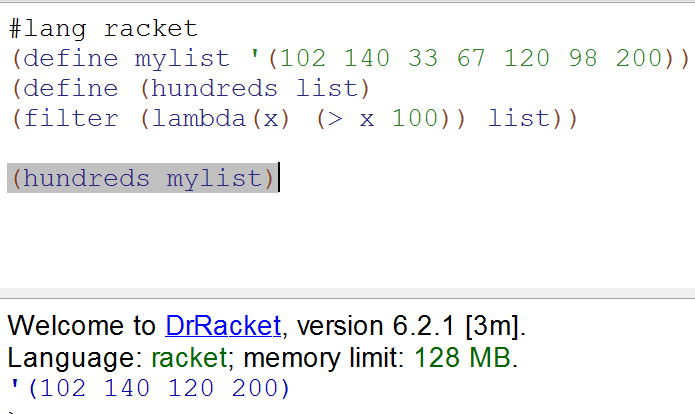 #lang racket
(define mylist '(102 140 33 67 120 98 200))
(define (hundreds list)
(filter (lambda(x) (> x 100)) list))
(hundreds mylist)
Welcome to DrRacket, version 6.2.1 [3m].
Language: racket; memory limit: 128 MB.
'(102 140 120 200)